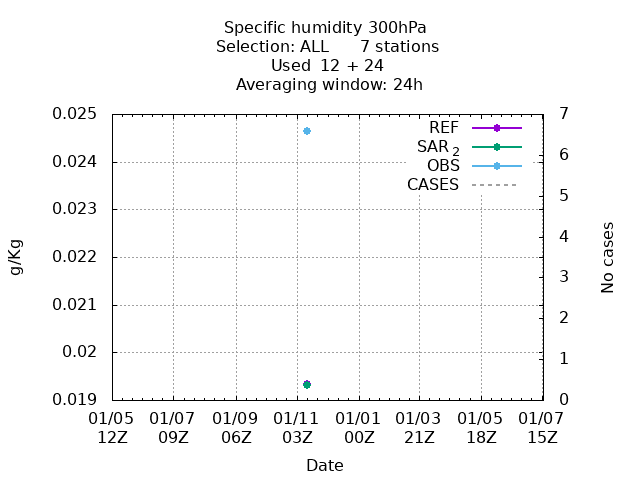 Specific humidity 300hPa
Selection: ALL 7 stations
Used 12 + 24
Averaging window: 24h
0.025
0.024
0.023
0.022
0.021
0.02
0.019
g/Kg
7
6
5
4
3
2
1
0
No cases
REF
SAR 2
OBS
CASES
01/05 01/07 01/09 01/11 01/01 01/03 01/05 01/07
12Z 09Z 06Z 03Z 00Z 21Z 18Z 15Z
Date